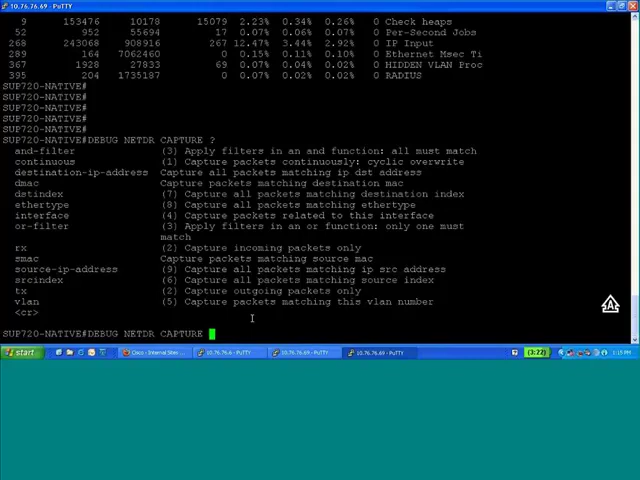 10.76.76.69 - PuTTY
9 153476 10178 15079 2.23% 0.34% 0.26% 0 Check heaps
52 952 55694 17 0.07% 0.06% 0.07% 0 Per-Second Jobs
268 243068 908916 267 12.47% 3.44% 2.92% 0 IP Input
289 164 7062460 0 0.15% 0.11% 0.10% 0 Ethernet Msec Ti
367 1928 27833 69 0.07% 0.04% 0.02% 0 HIDDEN VLAN Proc
395 204 1735187 0 0.07% 0.02% 0.02% 0 RADIUS
SUP720-NATIVE#
SUP720-NATIVE#
SUP720-NATIVE#
SUP720-NATIVE#
SUP720-NATIVE#
SUP720-NATIVE#DEBUG NETDR CAPTURE ?
and-filter (3) Apply filters in an and function: all must match
continuous (1) Capture packets continuously: cyclic overwrite
destination-ip-address Capture all packets matching ip dst address
dmac Capture packets matching destination mac
dstindex (7) Capture all packets matching destination index
ethertype (8) Capture all packets matching ethertype
interface (4) Capture packets related to this interface
or-filter (3) Apply filters in an or function: only one must
match
rx (2) Capture incoming packets only
smac Capture packets matching source mac
source-ip-address (9) Capture all packets matching ip src address
srcindex (6) Capture all packets matching source index
tx (2) Capture outgoing packets only
vlan (5) Capture packets matching this vlan number
<cr>
SUP720-NATIVE#DEBUG NETDR CAPTURE
start Cisco - Internal Sites ... 10.76.76.6 - PuTTY 10.76.76.69 - PuTTY 10.76.76.69 - PuTTY (3:22) 3:15 PM